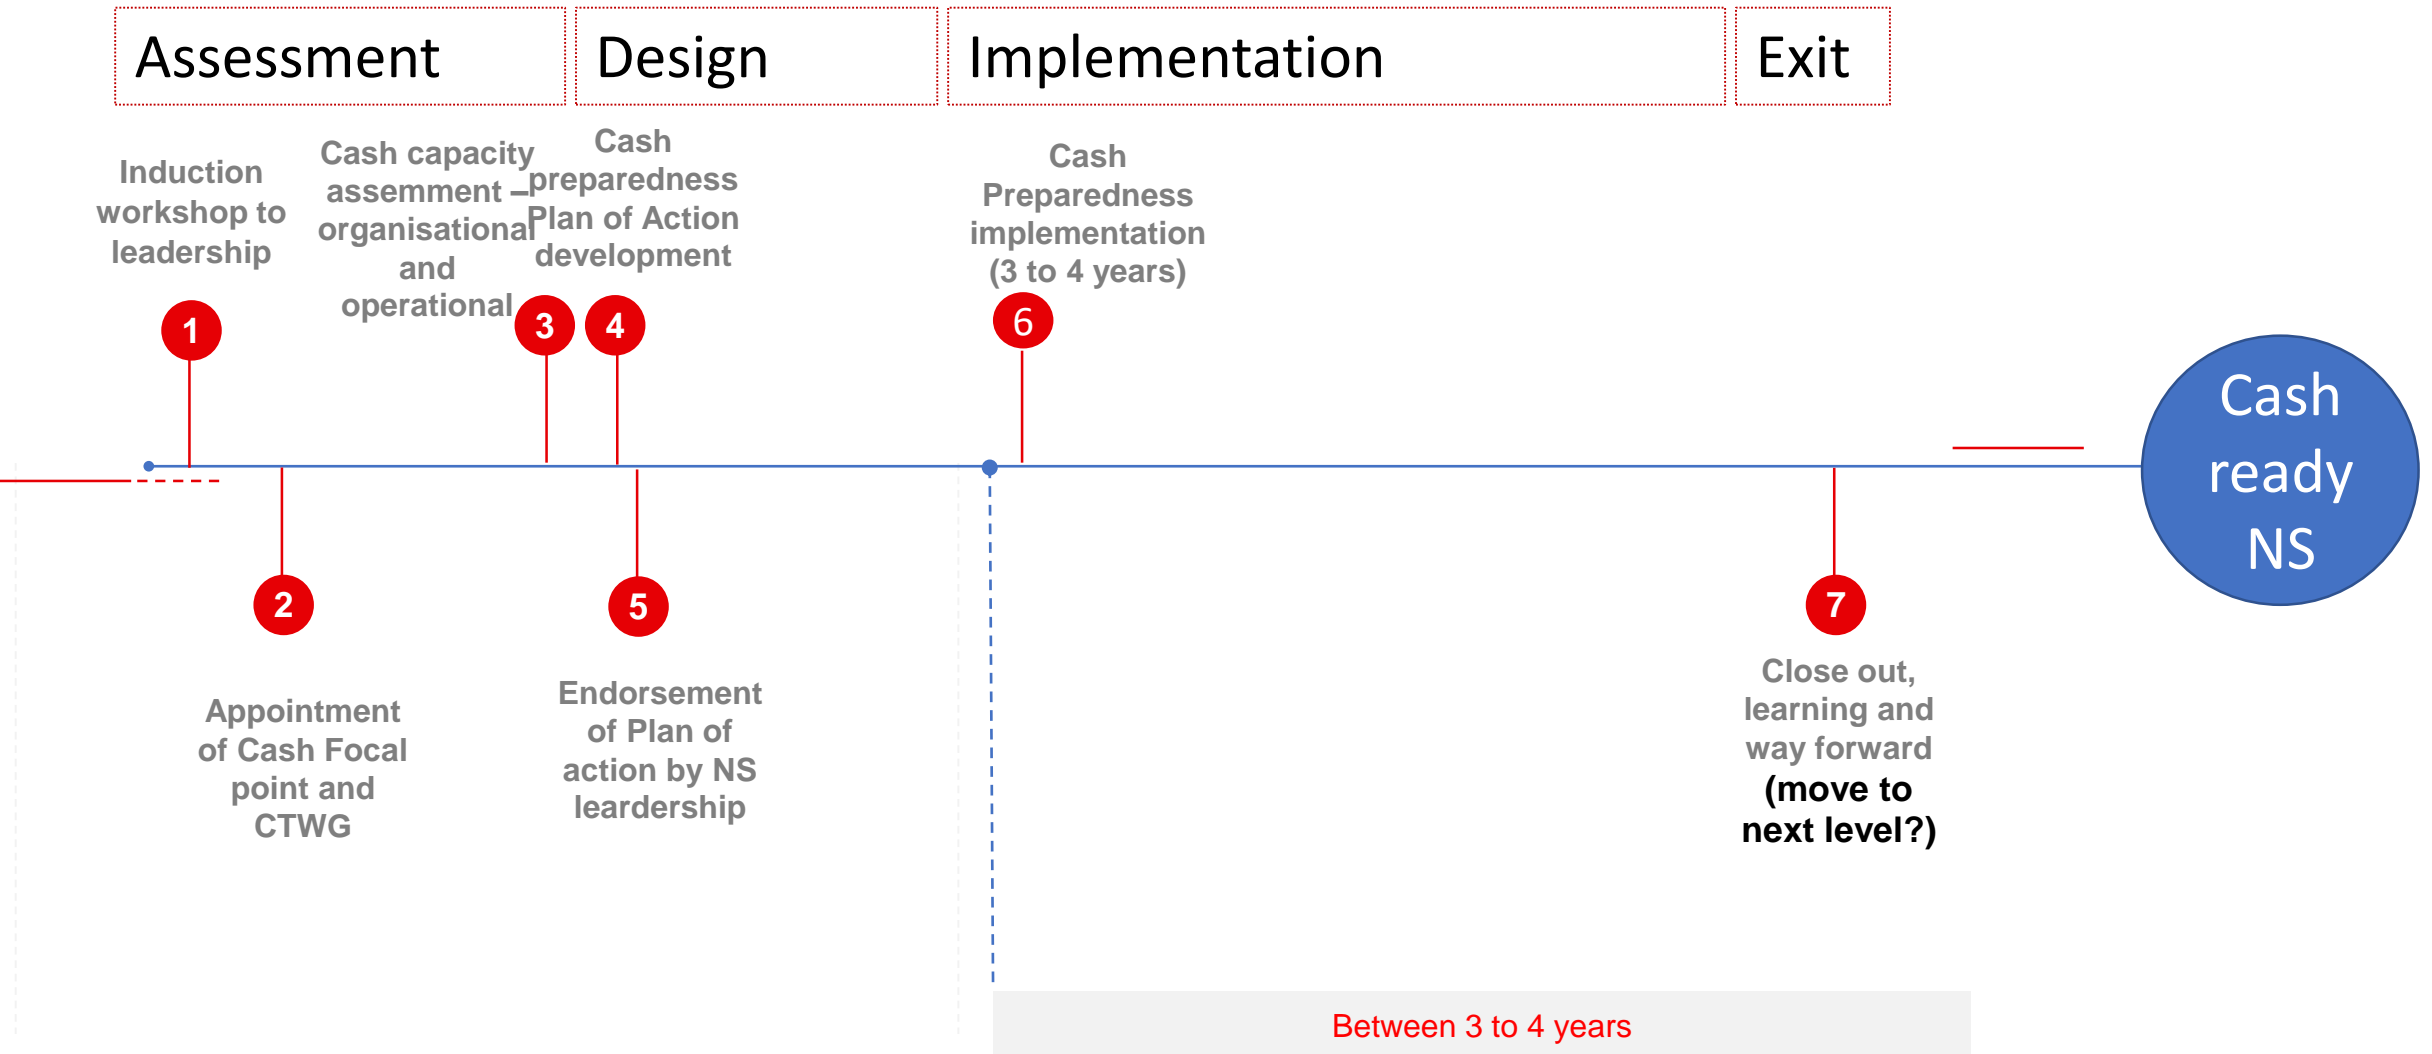 Assessment
Design
Implementation
Exit
Induction
workshop to
leadership
Cash capacity
assemment –
organisational
and
operational
Cash
preparedness
Plan of Action
development
Cash
Preparedness
implementation
(3 to 4 years)
1
3
4
6
Cash
ready
NS
2
5
7
Appointment
of Cash Focal
point and
CTWG
Endorsement
of Plan of
action by NS
leardership
Close out,
learning and
way forward
(move to
next level?)
Between 3 to 4 years